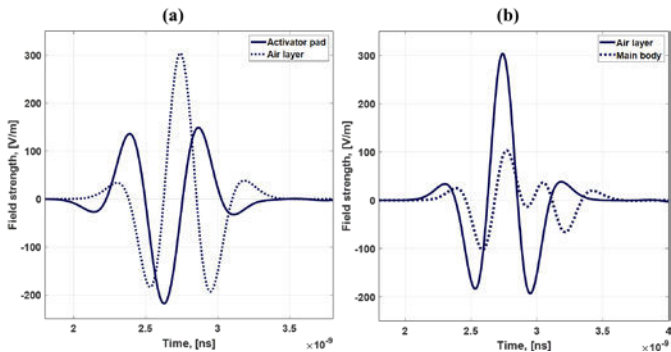 (a)
Activator pad
Air layer
Field strength, [V/m]
300
200
100
0
-100
-200
2
2.5
3
3.5
×10⁻⁹
Time, [ns]
(b)
Air layer
Main body
Field strength, [V/m]
300
200
100
0
-100
-200
2
2.5
3
3.5
4
×10⁻⁹
Time, [ns]